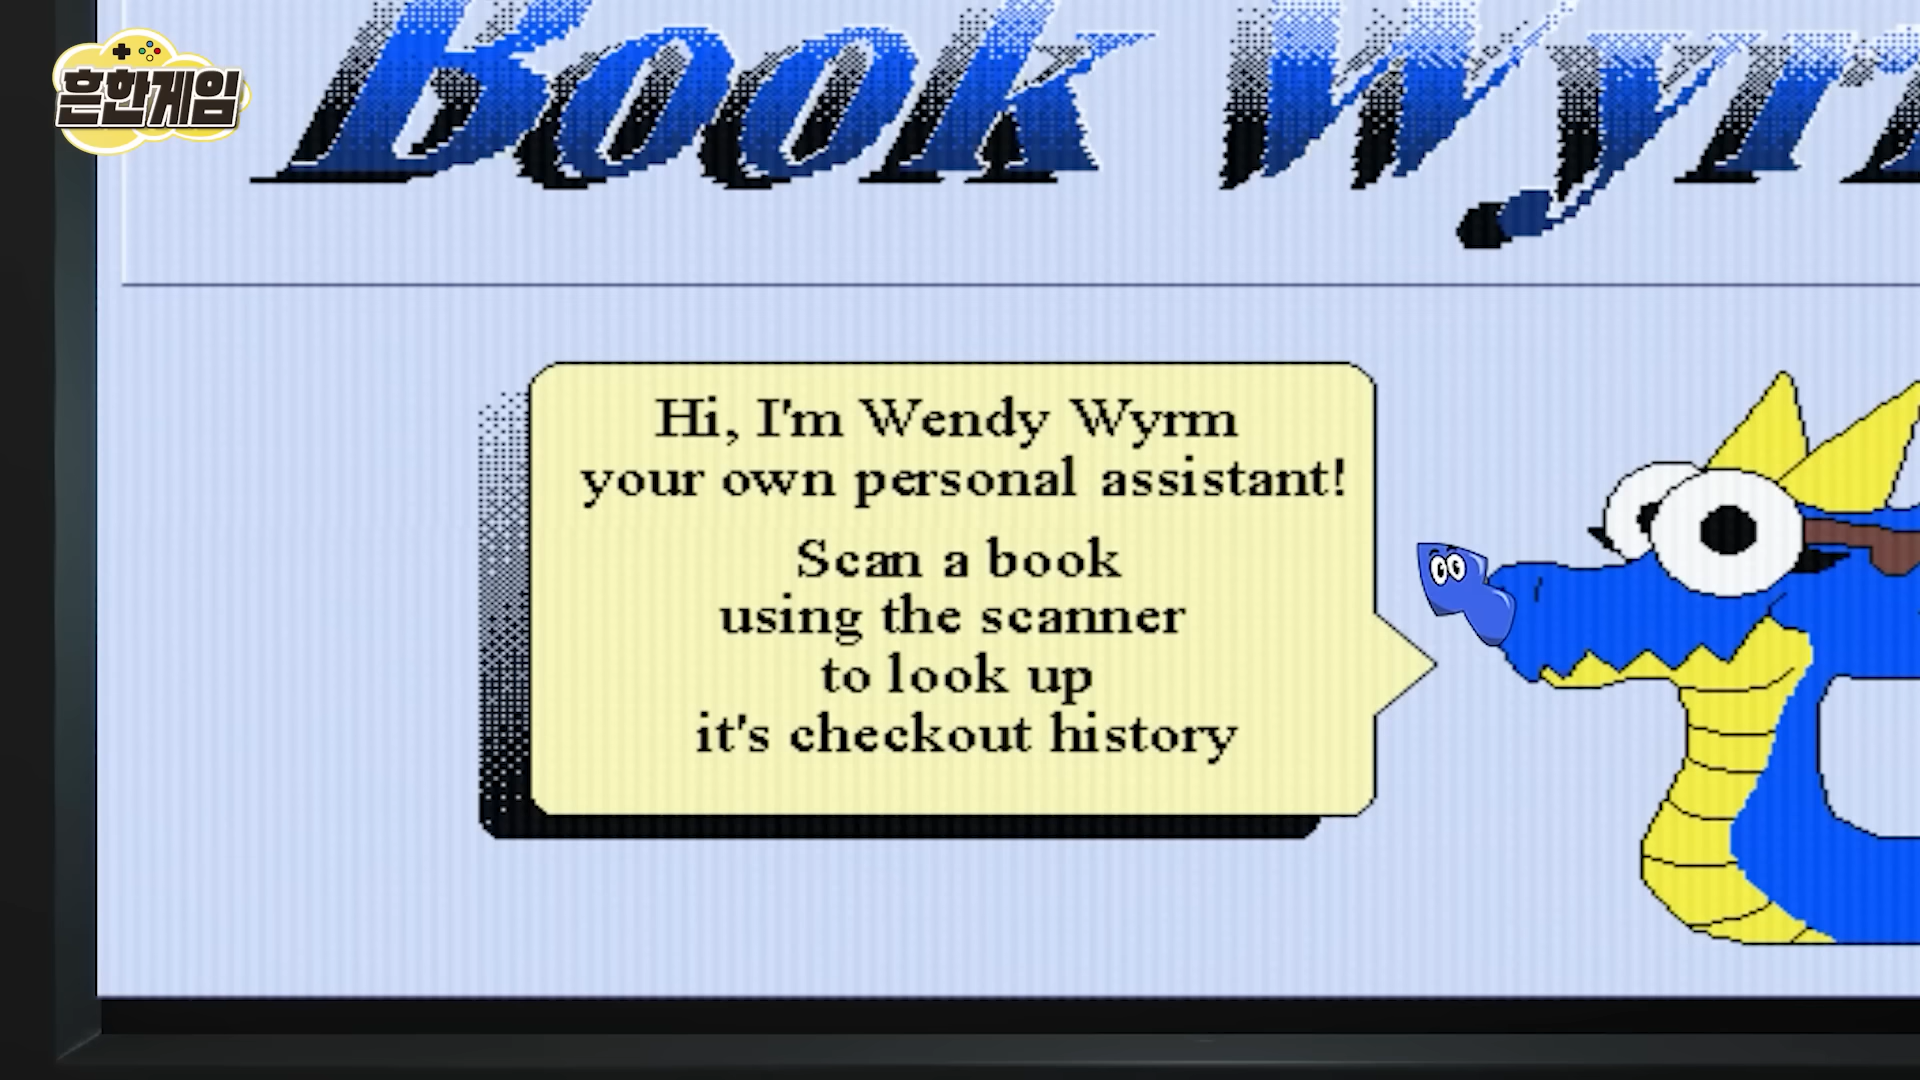 흔한게임
Book Wyr
Hi, I'm Wendy Wyrm
your own personal assistant!
Scan a book
using the scanner
to look up
it's checkout history